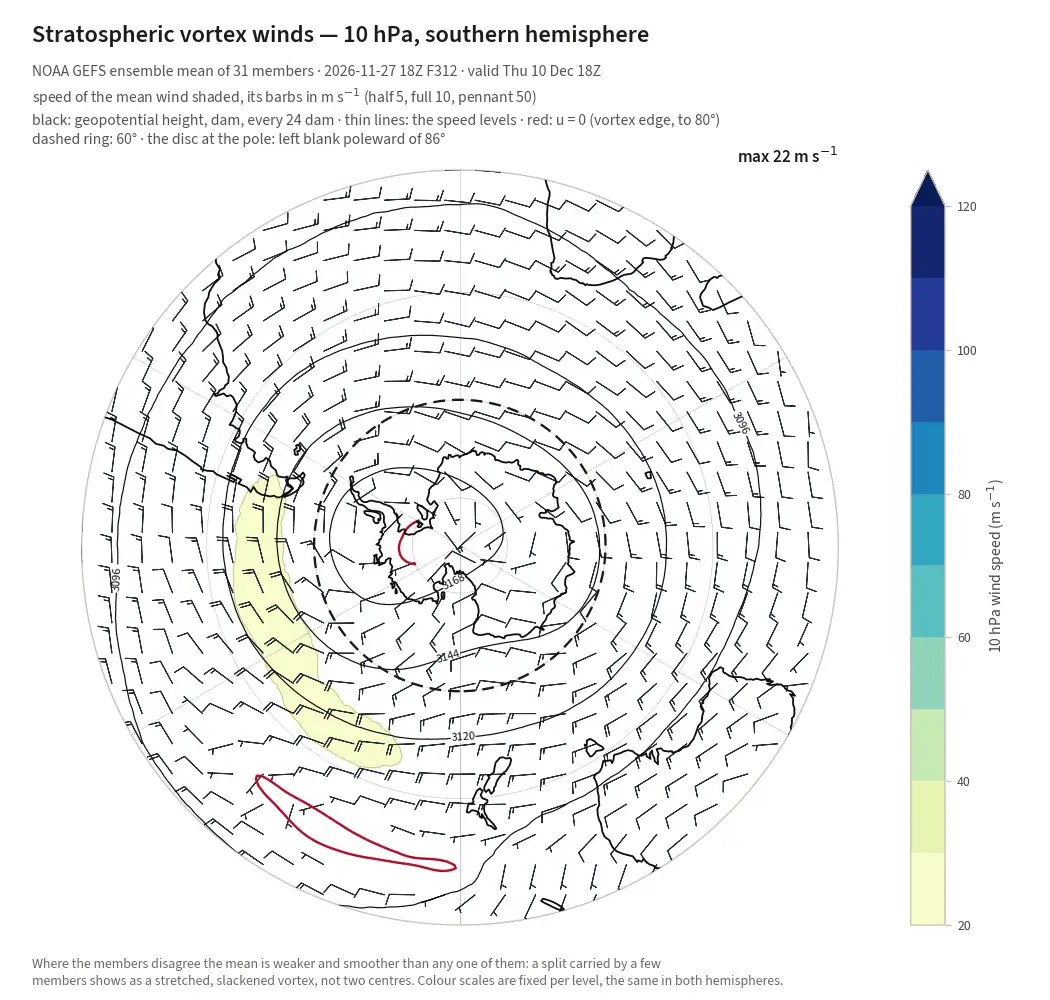 Stratospheric vortex winds — 10 hPa, southern hemisphere
NOAA GEFS ensemble mean of 31 members · 2026-11-27 18Z F312 · valid Thu 10 Dec 18Z
speed of the mean wind shaded, its barbs in m s⁻¹ (half 5, full 10, pennant 50)
black: geopotential height, dam, every 24 dam · thin lines: the speed levels · red: u = 0 (vortex edge, to 80°)
dashed ring: 60° · the disc at the pole: left blank poleward of 86°
max 22 m s⁻¹
120
100
80
60
40
20
10 hPa wind speed (m s⁻¹)
3096
3096
3168
3144
3120
Where the members disagree the mean is weaker and smoother than any one of them: a split carried by a few
members shows as a stretched, slackened vortex, not two centres. Colour scales are fixed per level, the same in both hemispheres.